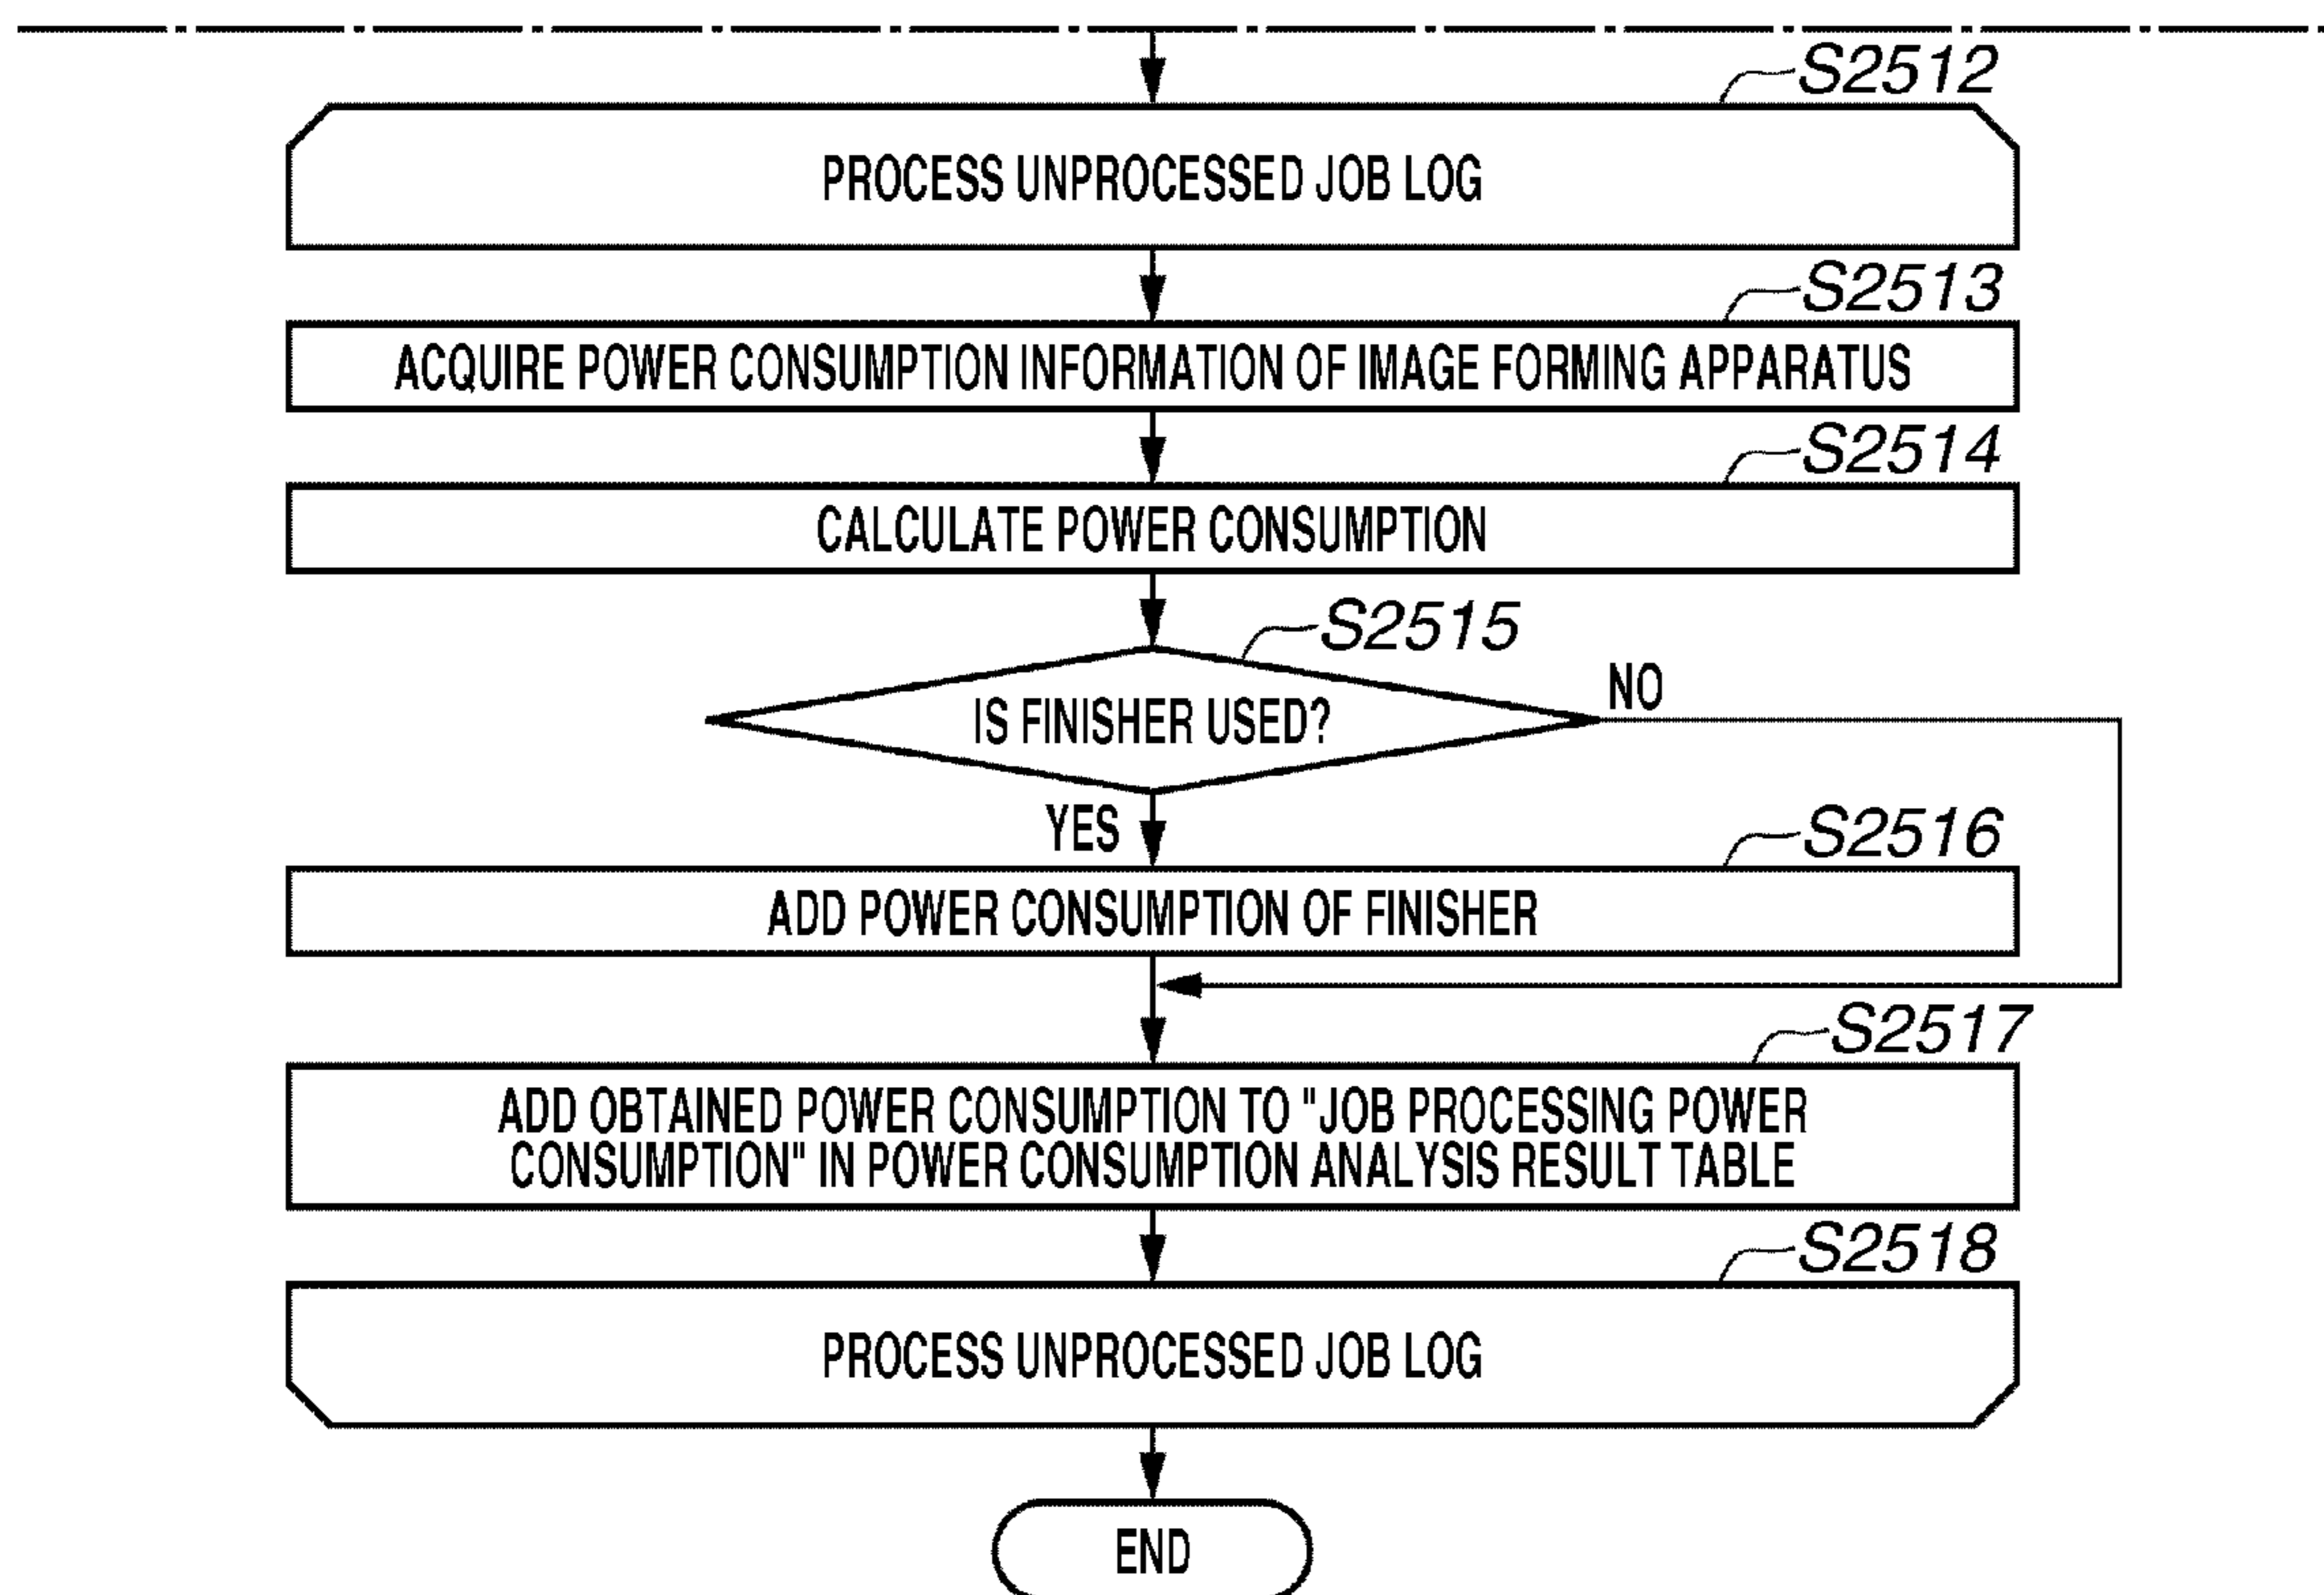 S2512
PROCESS UNPROCESSED JOB LOG
S2513
ACQUIRE POWER CONSUMPTION INFORMATION OF IMAGE FORMING APPARATUS
S2514
CALCULATE POWER CONSUMPTION
S2515
IS FINISHER USED?
NO
YES
S2516
ADD POWER CONSUMPTION OF FINISHER
S2517
ADD OBTAINED POWER CONSUMPTION TO "JOB PROCESSING POWER
CONSUMPTION" IN POWER CONSUMPTION ANALYSIS RESULT TABLE
S2518
PROCESS UNPROCESSED JOB LOG
END